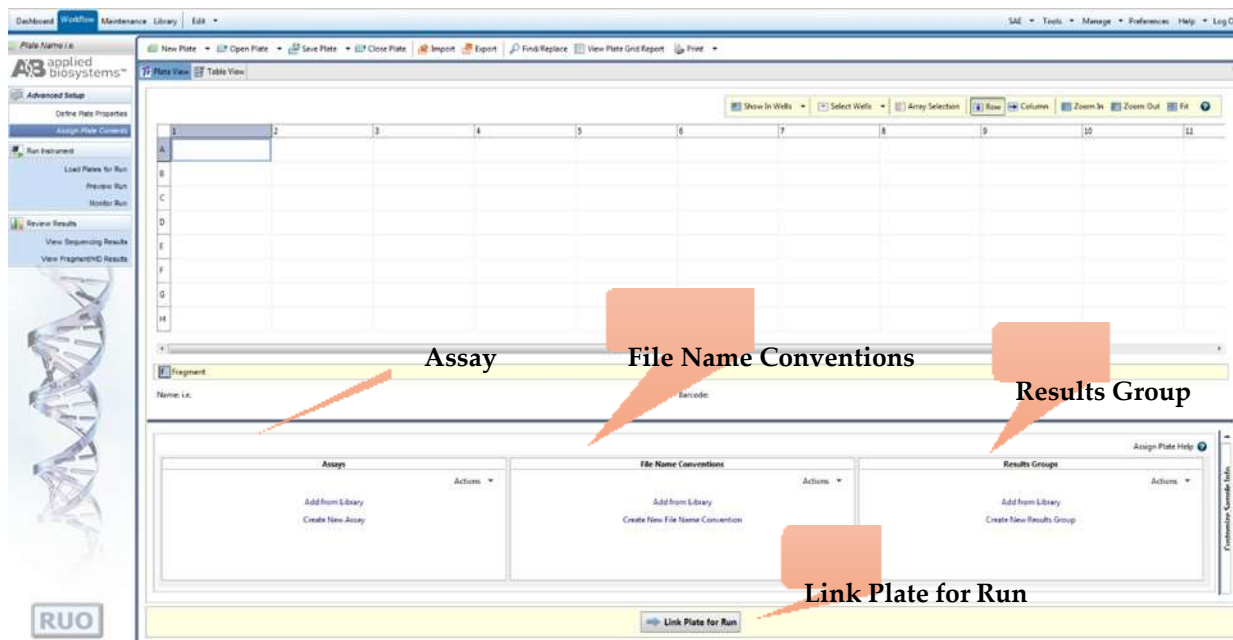 Dashboard Workflow Maintenance Library Edit
SAE Tools Manage Preferences Help Log O
Plate Name: i.e.
New Plate Open Plate Save Plate Close Plate Import Export Find/Replace View Plate Grid Report Print
AB applied biosystems™
Plate View Table View
Advanced Setup
Define Plate Properties
Assign Plate Contents
Run Instrument
Load Plates for Run
Preview Run
Monitor Run
Review Results
View Sequencing Results
View Fragment/HID Results
RUO
Show In Wells Select Wells Array Selection Row Column Zoom In Zoom Out Fit
1 2 3 4 5 6 7 8 9 10 11
A
B
C
D
E
F
G
H
Assay
File Name Conventions
Results Group
Fragment
Name: i.e.
Barcode:
Assign Plate Help
Assays
Actions
Add from Library
Create New Assay
File Name Conventions
Actions
Add from Library
Create New File Name Convention
Results Groups
Actions
Add from Library
Create New Results Group
Customize Sample Info
Link Plate for Run
Link Plate for Run